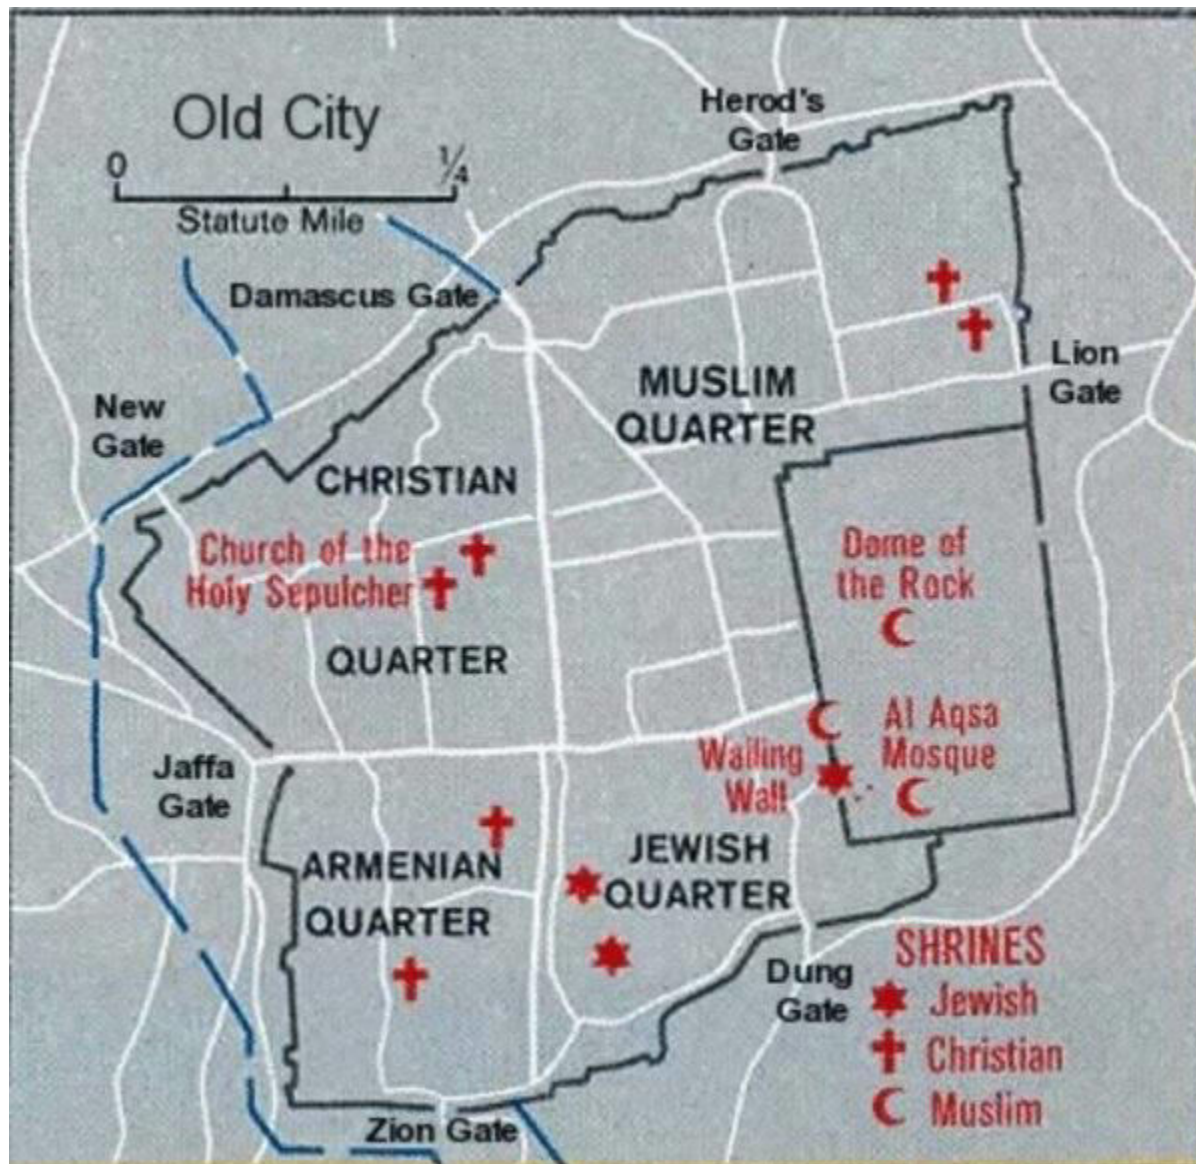 Old City
0 1/4
Statute Mile
Herod's
Gate
Damascus Gate
New
Gate
Lion
Gate
MUSLIM
QUARTER
CHRISTIAN
Church of the
Holy Sepulcher
QUARTER
Dome of
the Rock
Al Aqsa
Mosque
Wailing
Wall
Jaffa
Gate
ARMENIAN
QUARTER
JEWISH
QUARTER
Dung
Gate
Zion Gate
SHRINES
Jewish
Christian
Muslim